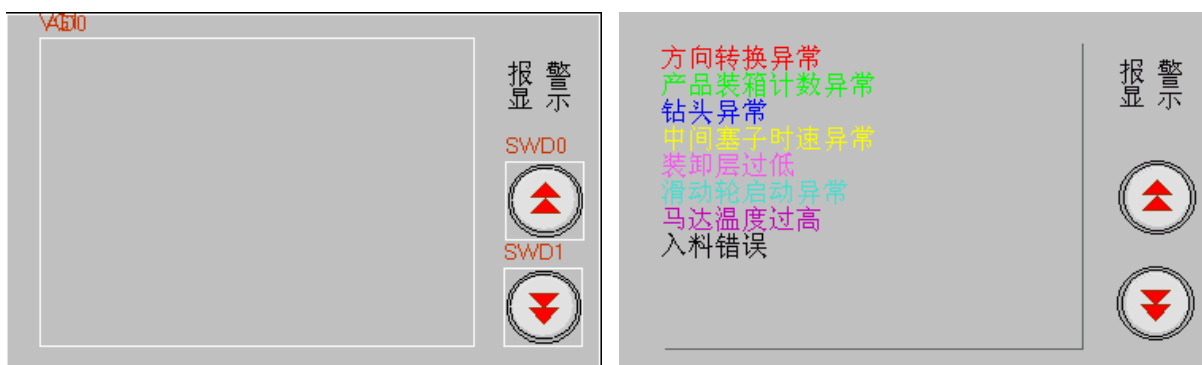 报 警
显 示
SWD0
SWD1
方向转换异常
产品装箱计数异常
钻头异常
中间塞子时速异常
装卸层过低
滑动轮启动异常
马达温度过高
入料错误
报 警
显 示